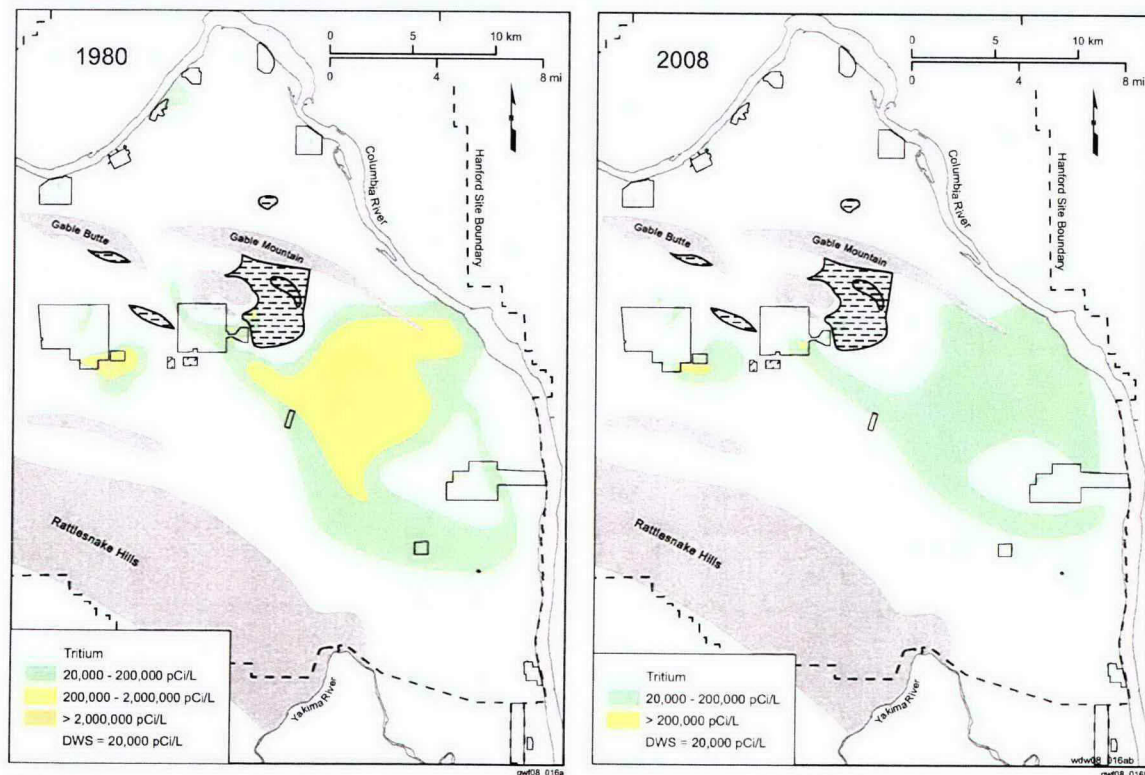 1980
0 5 10 km
0 4 8 mi
Columbia River
Hanford Site Boundary
Gable Butte
Gable Mountain
Rattlesnake Hills
Yakima River
Tritium
20,000 - 200,000 pCi/L
200,000 - 2,000,000 pCi/L
> 2,000,000 pCi/L
DWS = 20,000 pCi/L
gwf08_016a
2008
0 5 10 km
0 4 8 mi
Columbia River
Hanford Site Boundary
Gable Butte
Gable Mountain
Rattlesnake Hills
Yakima River
Tritium
20,000 - 200,000 pCi/L
> 200,000 pCi/L
DWS = 20,000 pCi/L
wdw08_016ab